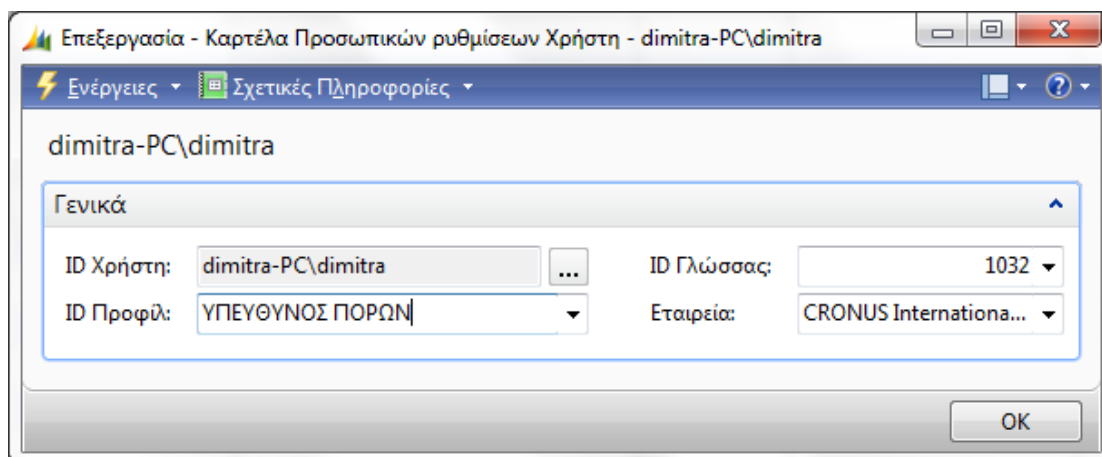 Επεξεργασία - Καρτέλα Προσωπικών ρυθμίσεων Χρήστη - dimitra-PC\dimitra
Ενέργειες Σχετικές Πληροφορίες
dimitra-PC\dimitra
Γενικά
ID Χρήστη: dimitra-PC\dimitra ... ID Γλώσσας: 1032
ID Προφίλ: ΥΠΕΥΘΥΝΟΣ ΠΟΡΩΝ Εταιρεία: CRONUS Internationa...
OK